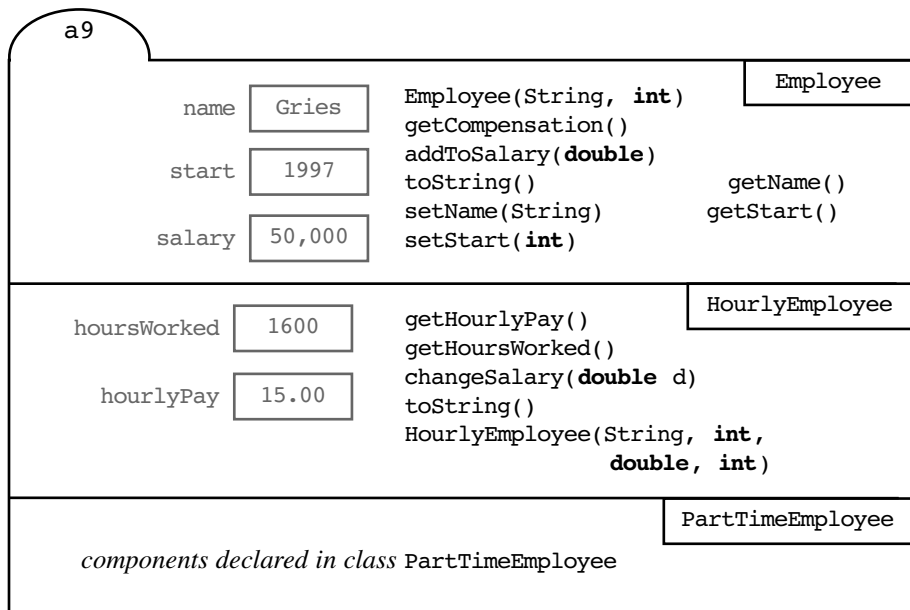 a9
Employee
name Gries
start 1997
salary 50,000
Employee(String, int)
getCompensation()
addToSalary(double)
toString() getName()
setName(String) getStart()
setStart(int)
HourlyEmployee
hoursWorked 1600
hourlyPay 15.00
getHourlyPay()
getHoursWorked()
changeSalary(double d)
toString()
HourlyEmployee(String, int,
double, int)
PartTimeEmployee
components declared in class PartTimeEmployee